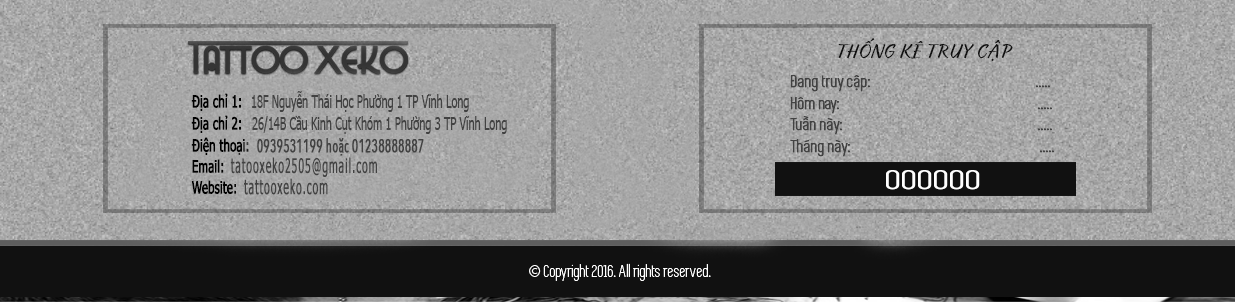 TATTOO XEKO
Địa chỉ 1: 18F Nguyễn Thái Học Phường 1 TP Vĩnh Long
Địa chỉ 2: 26/14B Cầu Kinh Cụt Khóm 1 Phường 3 TP Vĩnh Long
Điện thoại: 0939531199 hoặc 01238888887
Email: tatooxeko2505@gmail.com
Website: tattooxeko.com
THỐNG KÊ TRUY CẬP
Đang truy cập: .....
Hôm nay: .....
Tuần này: .....
Tháng này: .....
000000
© Copyright 2016. All rights reserved.